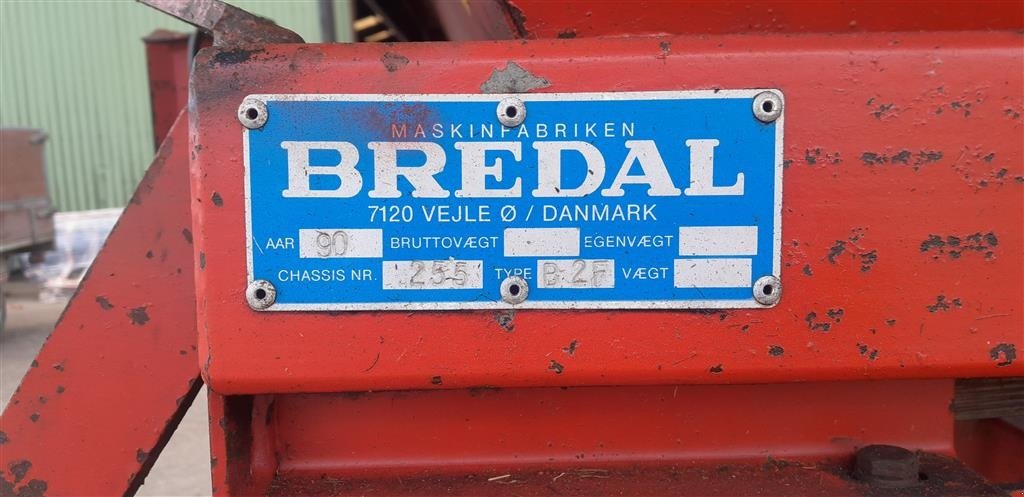 MASKINFABRIKEN
BREDAL
7120 VEJLE Ø / DANMARK
AAR 90 BRUTTOVÆGT EGENVÆGT
CHASSIS NR. 255 TYPE B-2F VÆGT